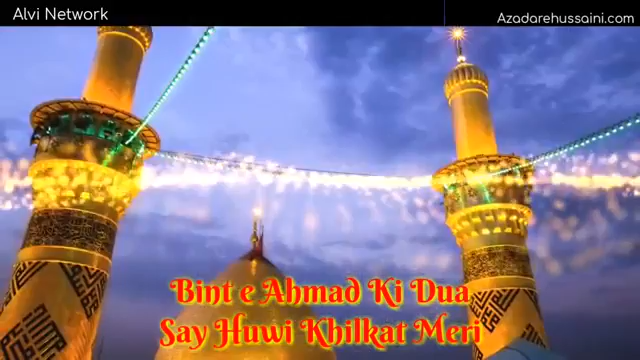 Alvi Network
Azadarehussaini.com
Bint e Ahmad Ki Dua
Say Huwi Khilkat Meri